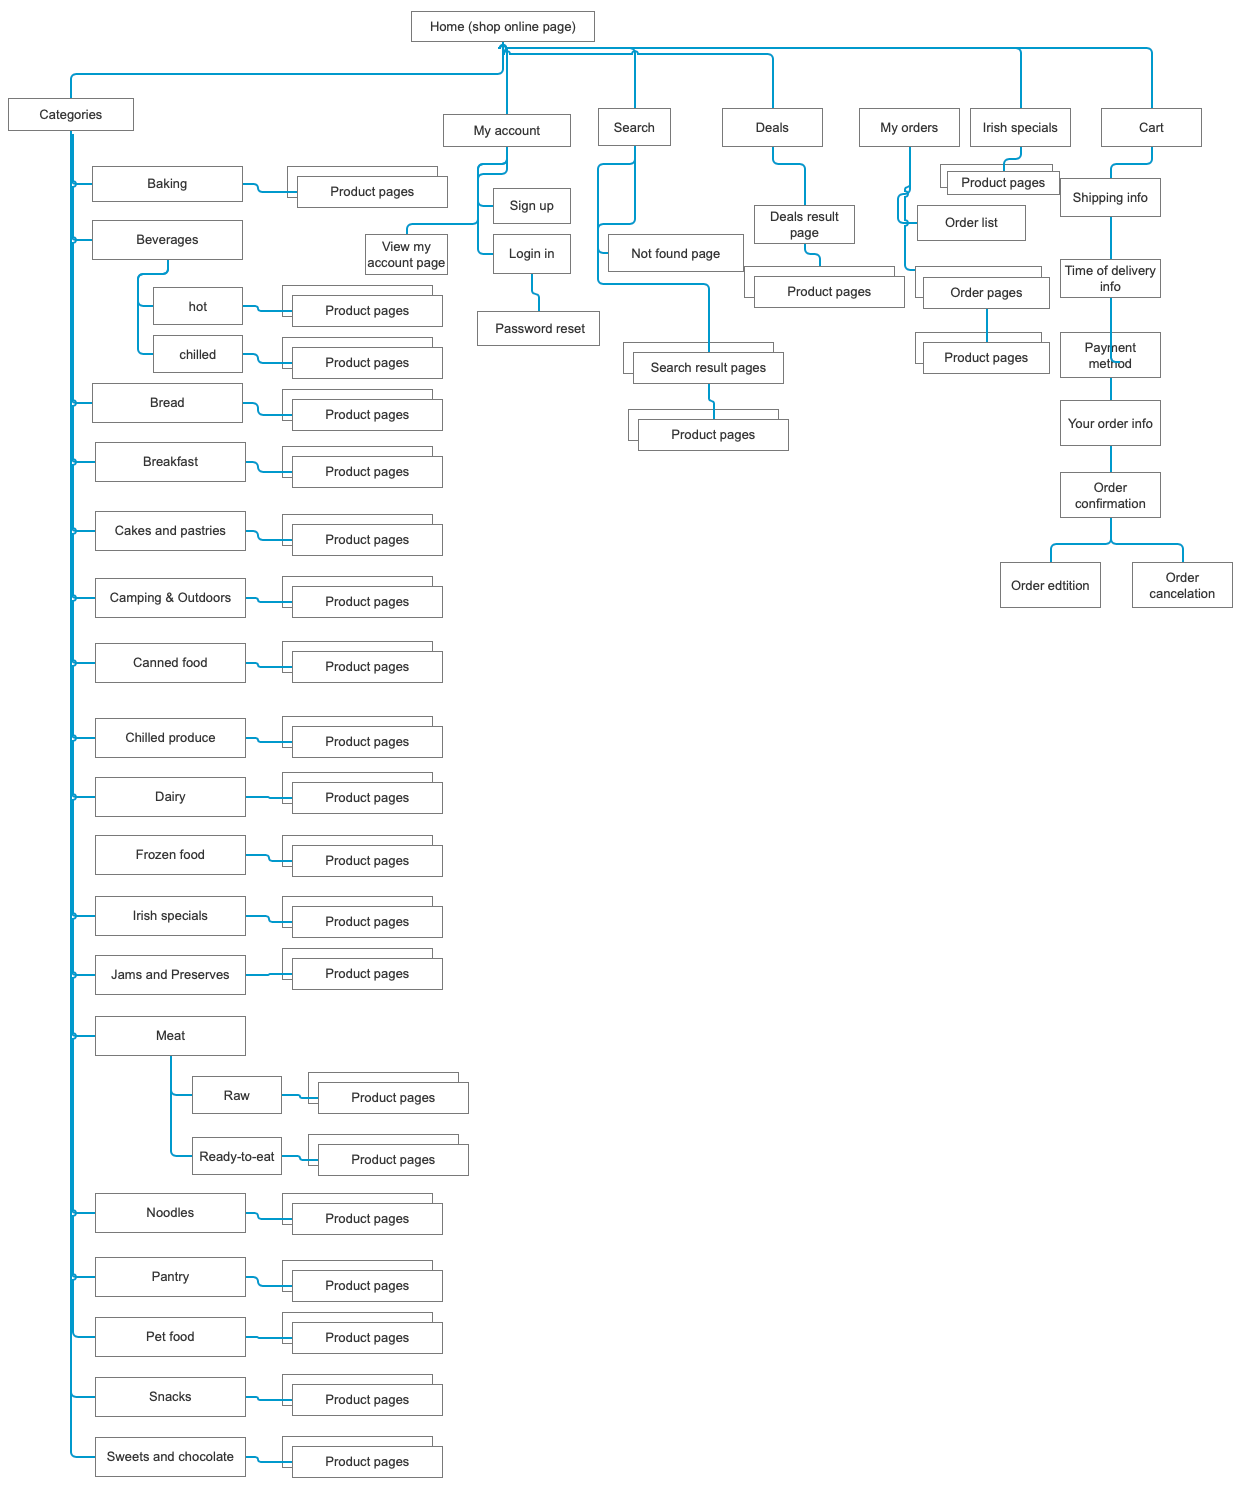 Home (shop online page)
Categories
My account
Search
Deals
My orders
Irish specials
Cart
Baking
Product pages
Beverages
hot
Product pages
chilled
Product pages
Bread
Product pages
Breakfast
Product pages
Cakes and pastries
Product pages
Camping & Outdoors
Product pages
Canned food
Product pages
Chilled produce
Product pages
Dairy
Product pages
Frozen food
Product pages
Irish specials
Product pages
Jams and Preserves
Product pages
Meat
Raw
Product pages
Ready-to-eat
Product pages
Noodles
Product pages
Pantry
Product pages
Pet food
Product pages
Snacks
Product pages
Sweets and chocolate
Product pages
Sign up
View my
account page
Login in
Password reset
Not found page
Search result pages
Product pages
Deals result
page
Product pages
Order list
Order pages
Product pages
Product pages
Shipping info
Time of delivery
info
Payment
method
Your order info
Order
confirmation
Order edtition
Order
cancelation